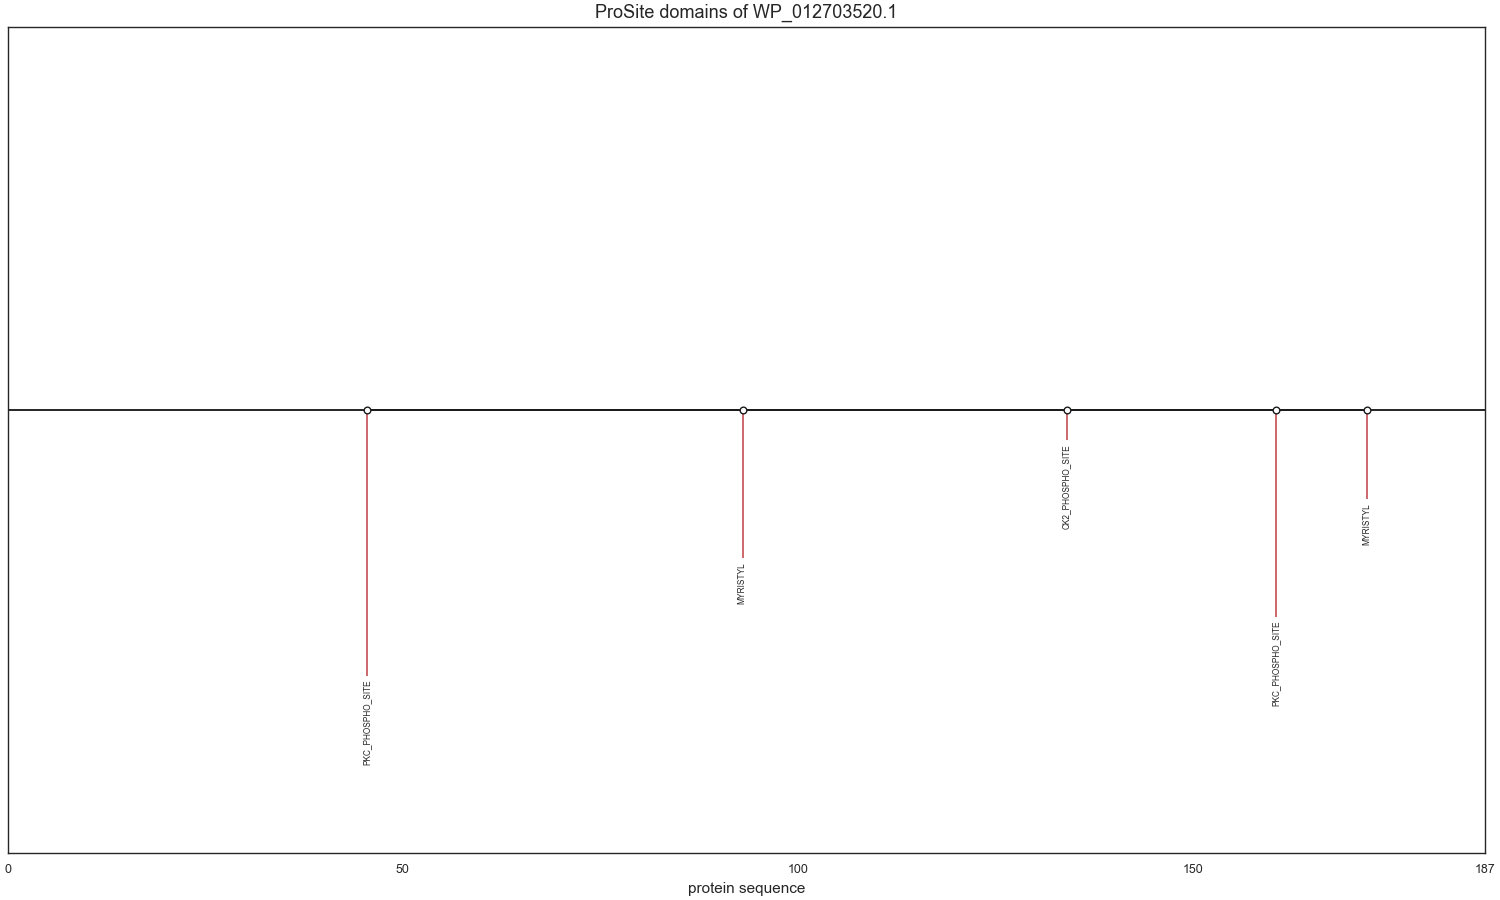 ProSite domains of WP_012703520.1
CK2_PHOSPHO_SITE
MYRISTYL
MYRISTYL
PKC_PHOSPHO_SITE
PKC_PHOSPHO_SITE
0 50 100 150 187
protein sequence